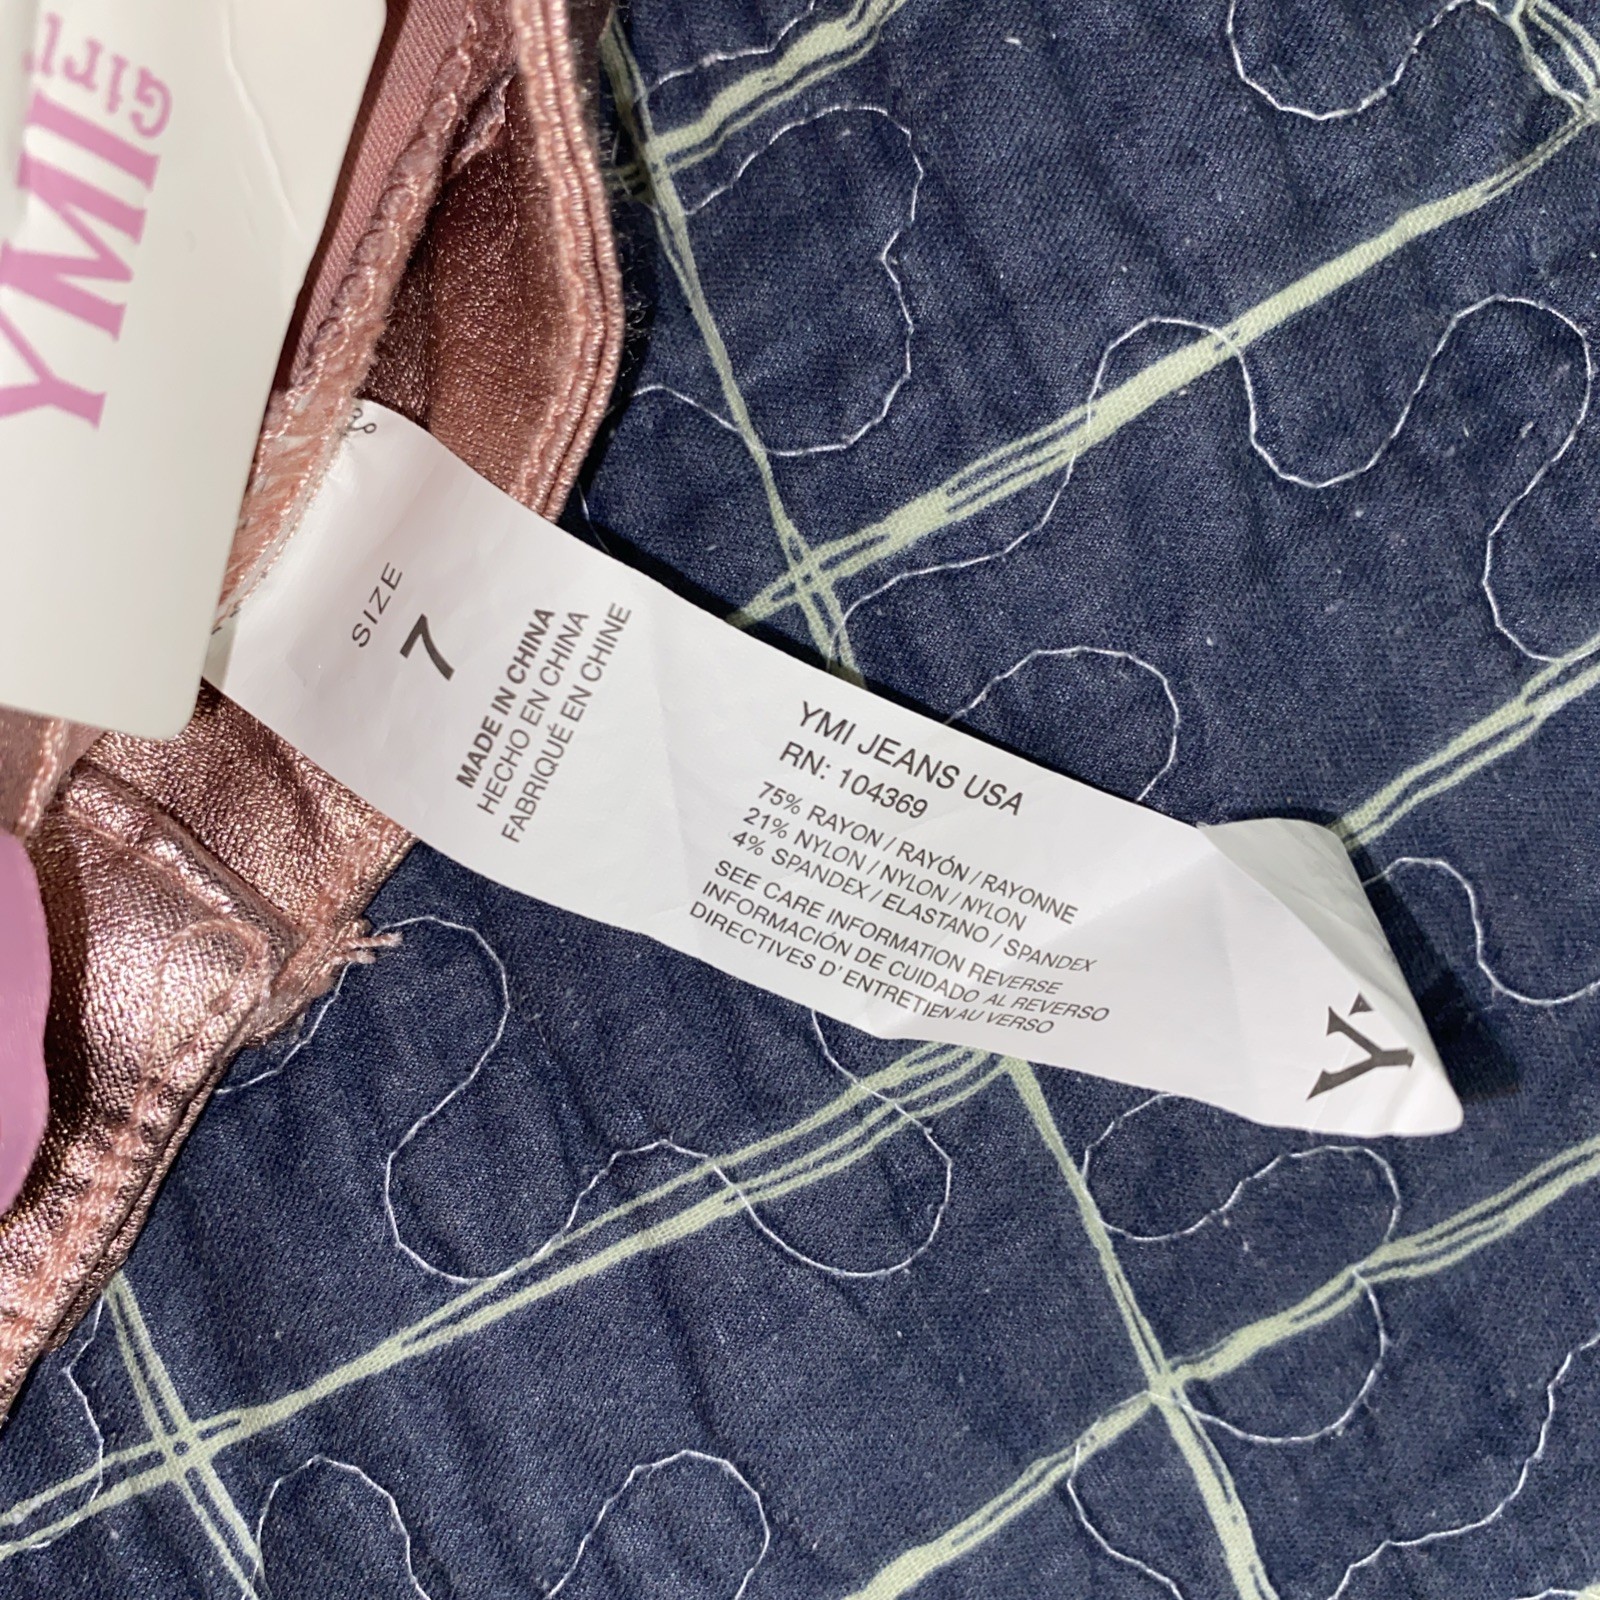 YMI
Girl
SIZE
7
MADE IN CHINA
HECHO EN CHINA
FABRIQUÉ EN CHINE
YMI JEANS USA
RN: 104369
75% RAYON / RAYÓN / RAYONNE
21% NYLON / NYLON / NYLON
4% SPANDEX / ELASTANO / SPANDEX
SEE CARE INFORMATION REVERSE
INFORMACIÓN DE CUIDADO AL REVERSO
DIRECTIVES D' ENTRETIEN AU VERSO
Y